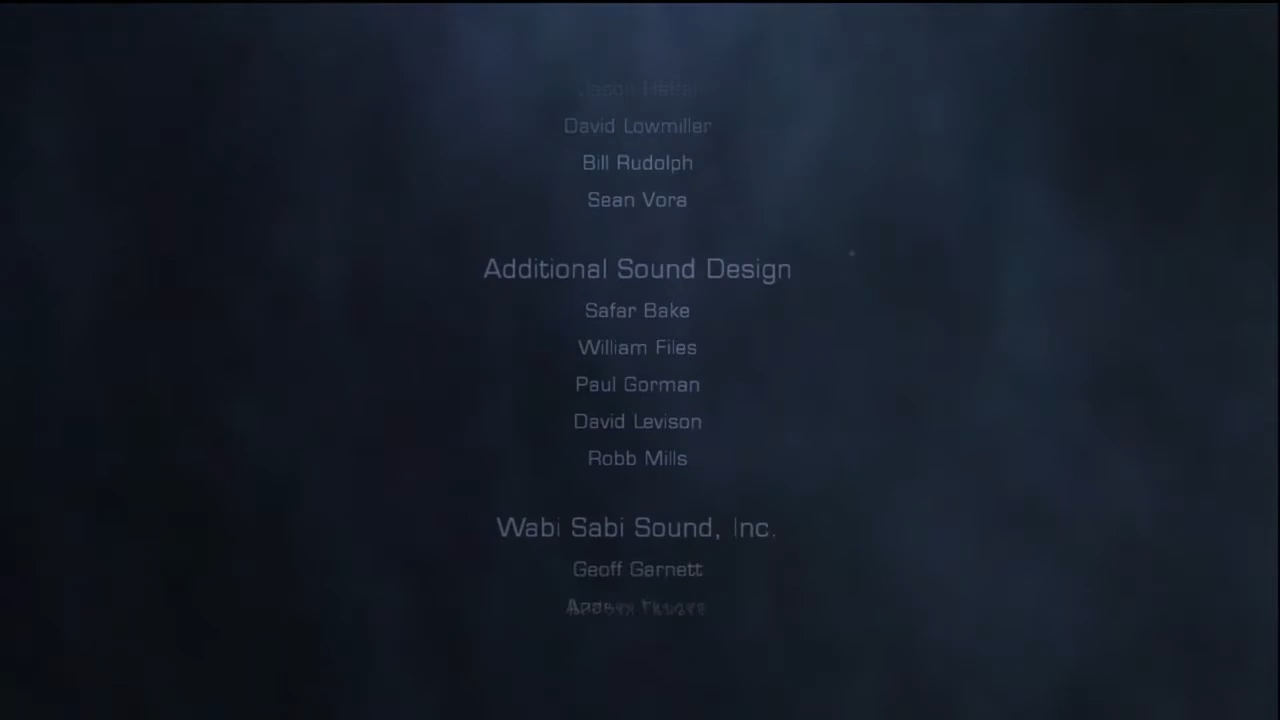 Jason
David Lowmiller
Bill Rudolph
Sean Vora
Additional Sound Design
Safar Bake
William Files
Paul Gorman
David Levison
Robb Mills
Wabi Sabi Sound, Inc.
Geoff Garnett